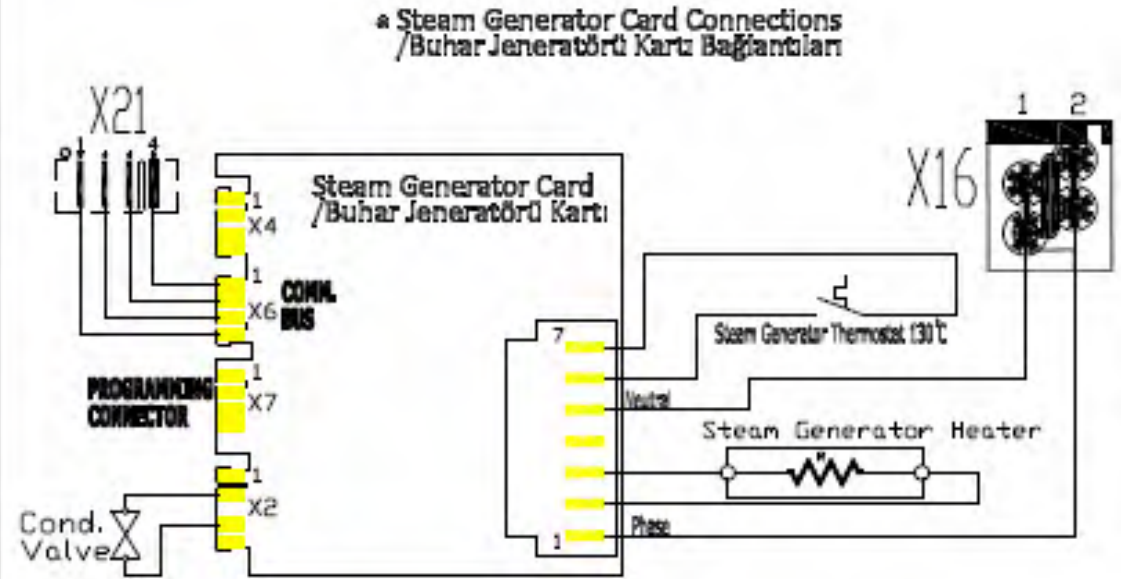 a Steam Generator Card Connections
/Buhar Jeneratörü Kartı Bağlantıları
X21
1 4
1 2
X16
Steam Generator Card
/Buhar Jeneratörü Kartı
1
X4
1
X6
COMM.
BUS
7
Steam Generator Thermostat 130°C
PROGRAMMING
CONNECTOR
1
X7
Neutral
Steam Generator Heater
1
X2
Cond.
Valve
Phase
1